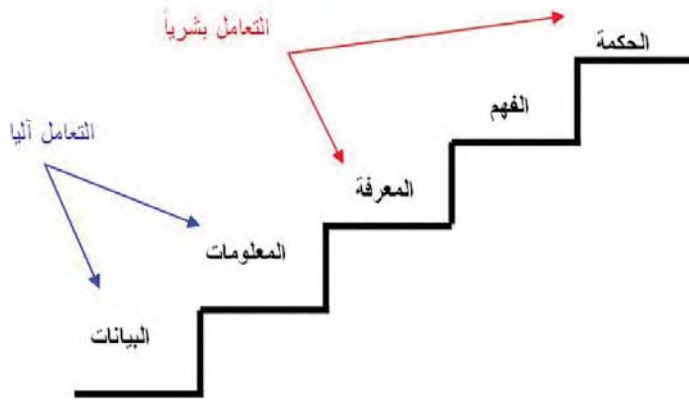 التعامل بشرياً
الحكمة
الفهم
التعامل آليا
المعرفة
المعلومات
البيانات